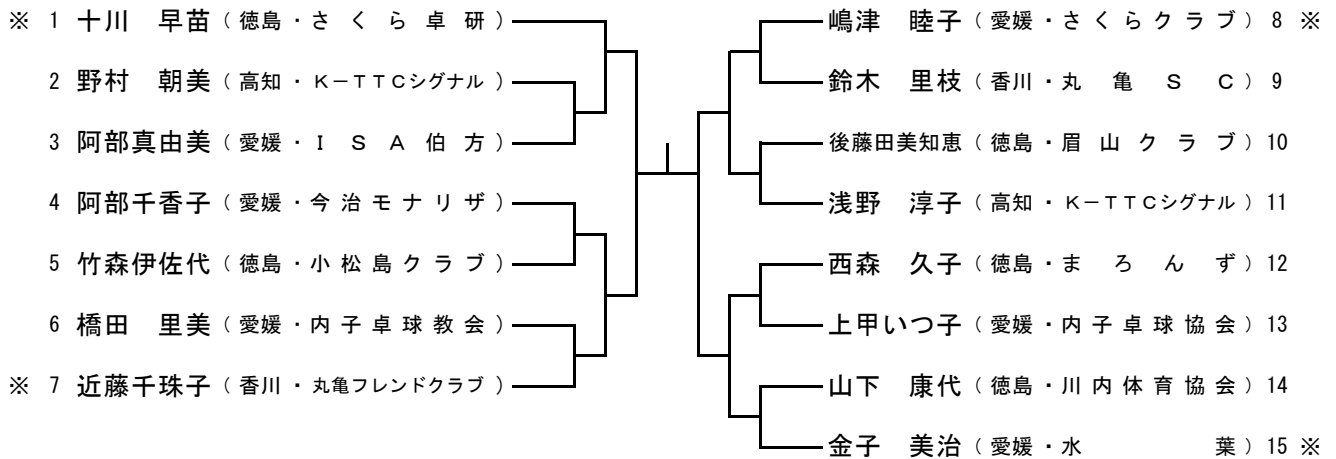 ※ 1 十川 早苗 ( 徳島・さくら卓研 )
2 野村 朝美 ( 高知・K－TTCシグナル )
3 阿部真由美 ( 愛媛・ISA伯方 )
4 阿部千香子 ( 愛媛・今治モナリザ )
5 竹森伊佐代 ( 徳島・小松島クラブ )
6 橋田 里美 ( 愛媛・内子卓球教会 )
※ 7 近藤千珠子 ( 香川・丸亀フレンドクラブ )
嶋津 睦子 ( 愛媛・さくらクラブ ) 8 ※
鈴木 里枝 ( 香川・丸亀SC ) 9
後藤田美知恵 ( 徳島・眉山クラブ ) 10
浅野 淳子 ( 高知・K－TTCシグナル ) 11
西森 久子 ( 徳島・まろんず ) 12
上甲いつ子 ( 愛媛・内子卓球協会 ) 13
山下 康代 ( 徳島・川内体育協会 ) 14
金子 美治 ( 愛媛・水葉 ) 15 ※